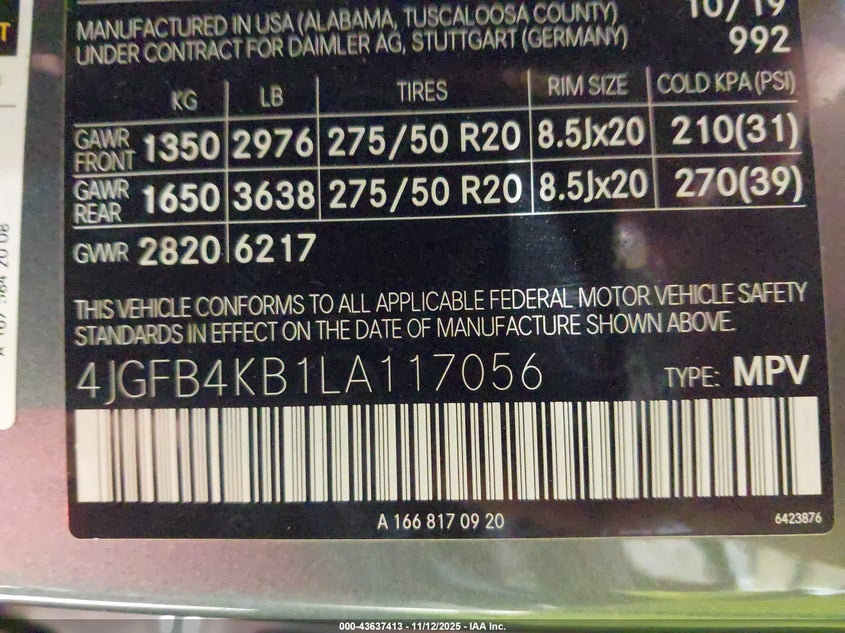 MANUFACTURED IN USA (ALABAMA, TUSCALOOSA COUNTY) 10/19
UNDER CONTRACT FOR DAIMLER AG, STUTTGART (GERMANY) 992
KG LB TIRES RIM SIZE COLD KPA (PSI)
GAWR FRONT 1350 2976 275/50 R20 8.5Jx20 210(31)
GAWR REAR 1650 3638 275/50 R20 8.5Jx20 270(39)
GVWR 2820 6217
THIS VEHICLE CONFORMS TO ALL APPLICABLE FEDERAL MOTOR VEHICLE SAFETY
STANDARDS IN EFFECT ON THE DATE OF MANUFACTURE SHOWN ABOVE.
4JGFB4KB1LA117056 TYPE: MPV
A 166 817 09 20 6423876
000-43637413 - 11/12/2025 - IAA Inc.